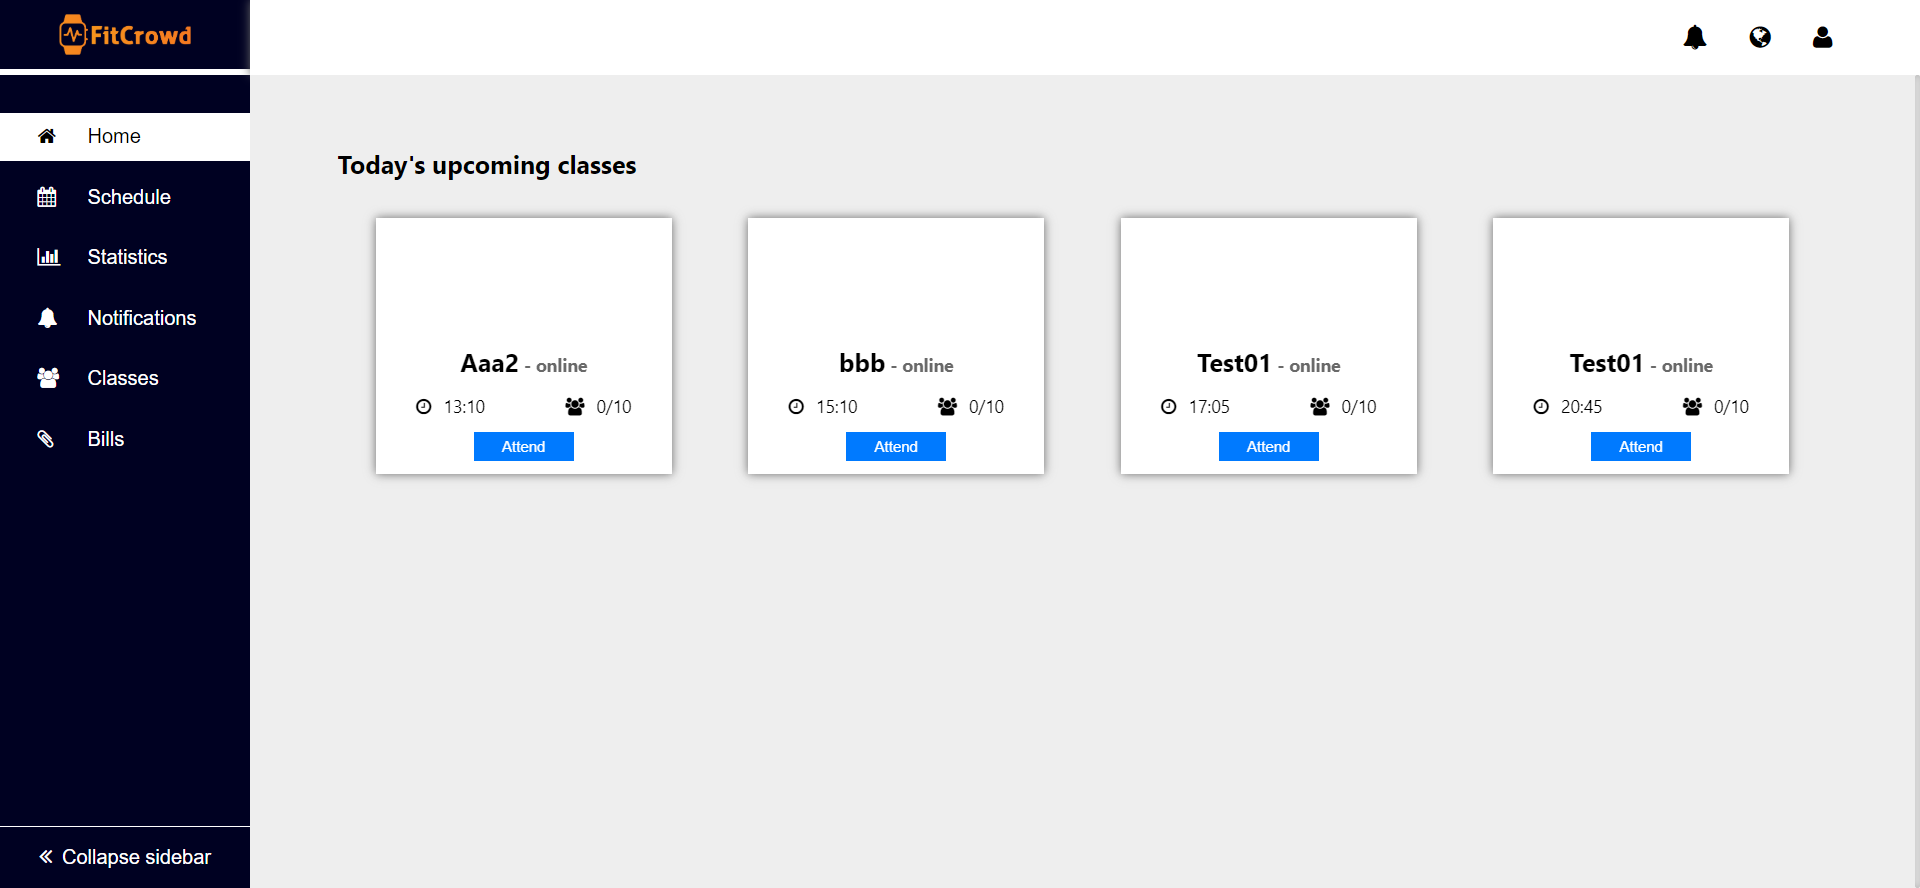 FitCrowd
Home
Schedule
Statistics
Notifications
Classes
Bills
Collapse sidebar
Today's upcoming classes
Aaa2 - online
13:10 0/10
Attend
bbb - online
15:10 0/10
Attend
Test01 - online
17:05 0/10
Attend
Test01 - online
20:45 0/10
Attend